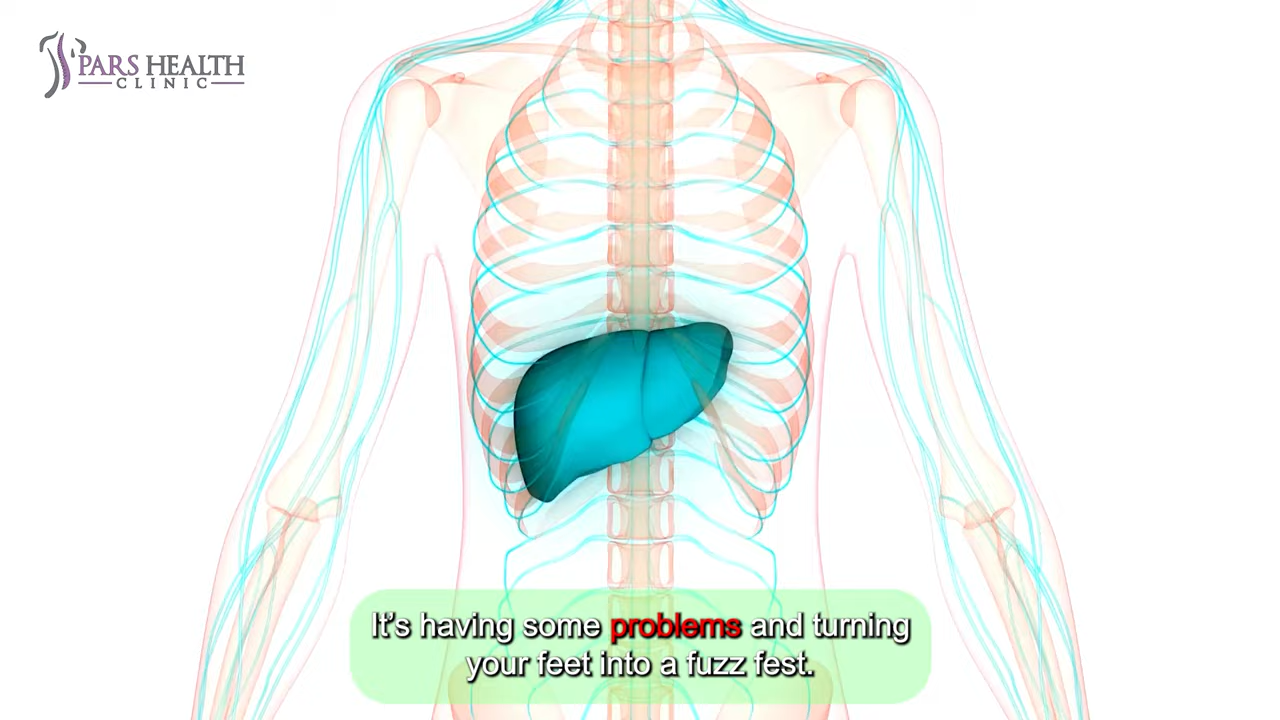 PARS HEALTH
CLINIC
It's having some problems and turning
your feet into a fuzz fest.